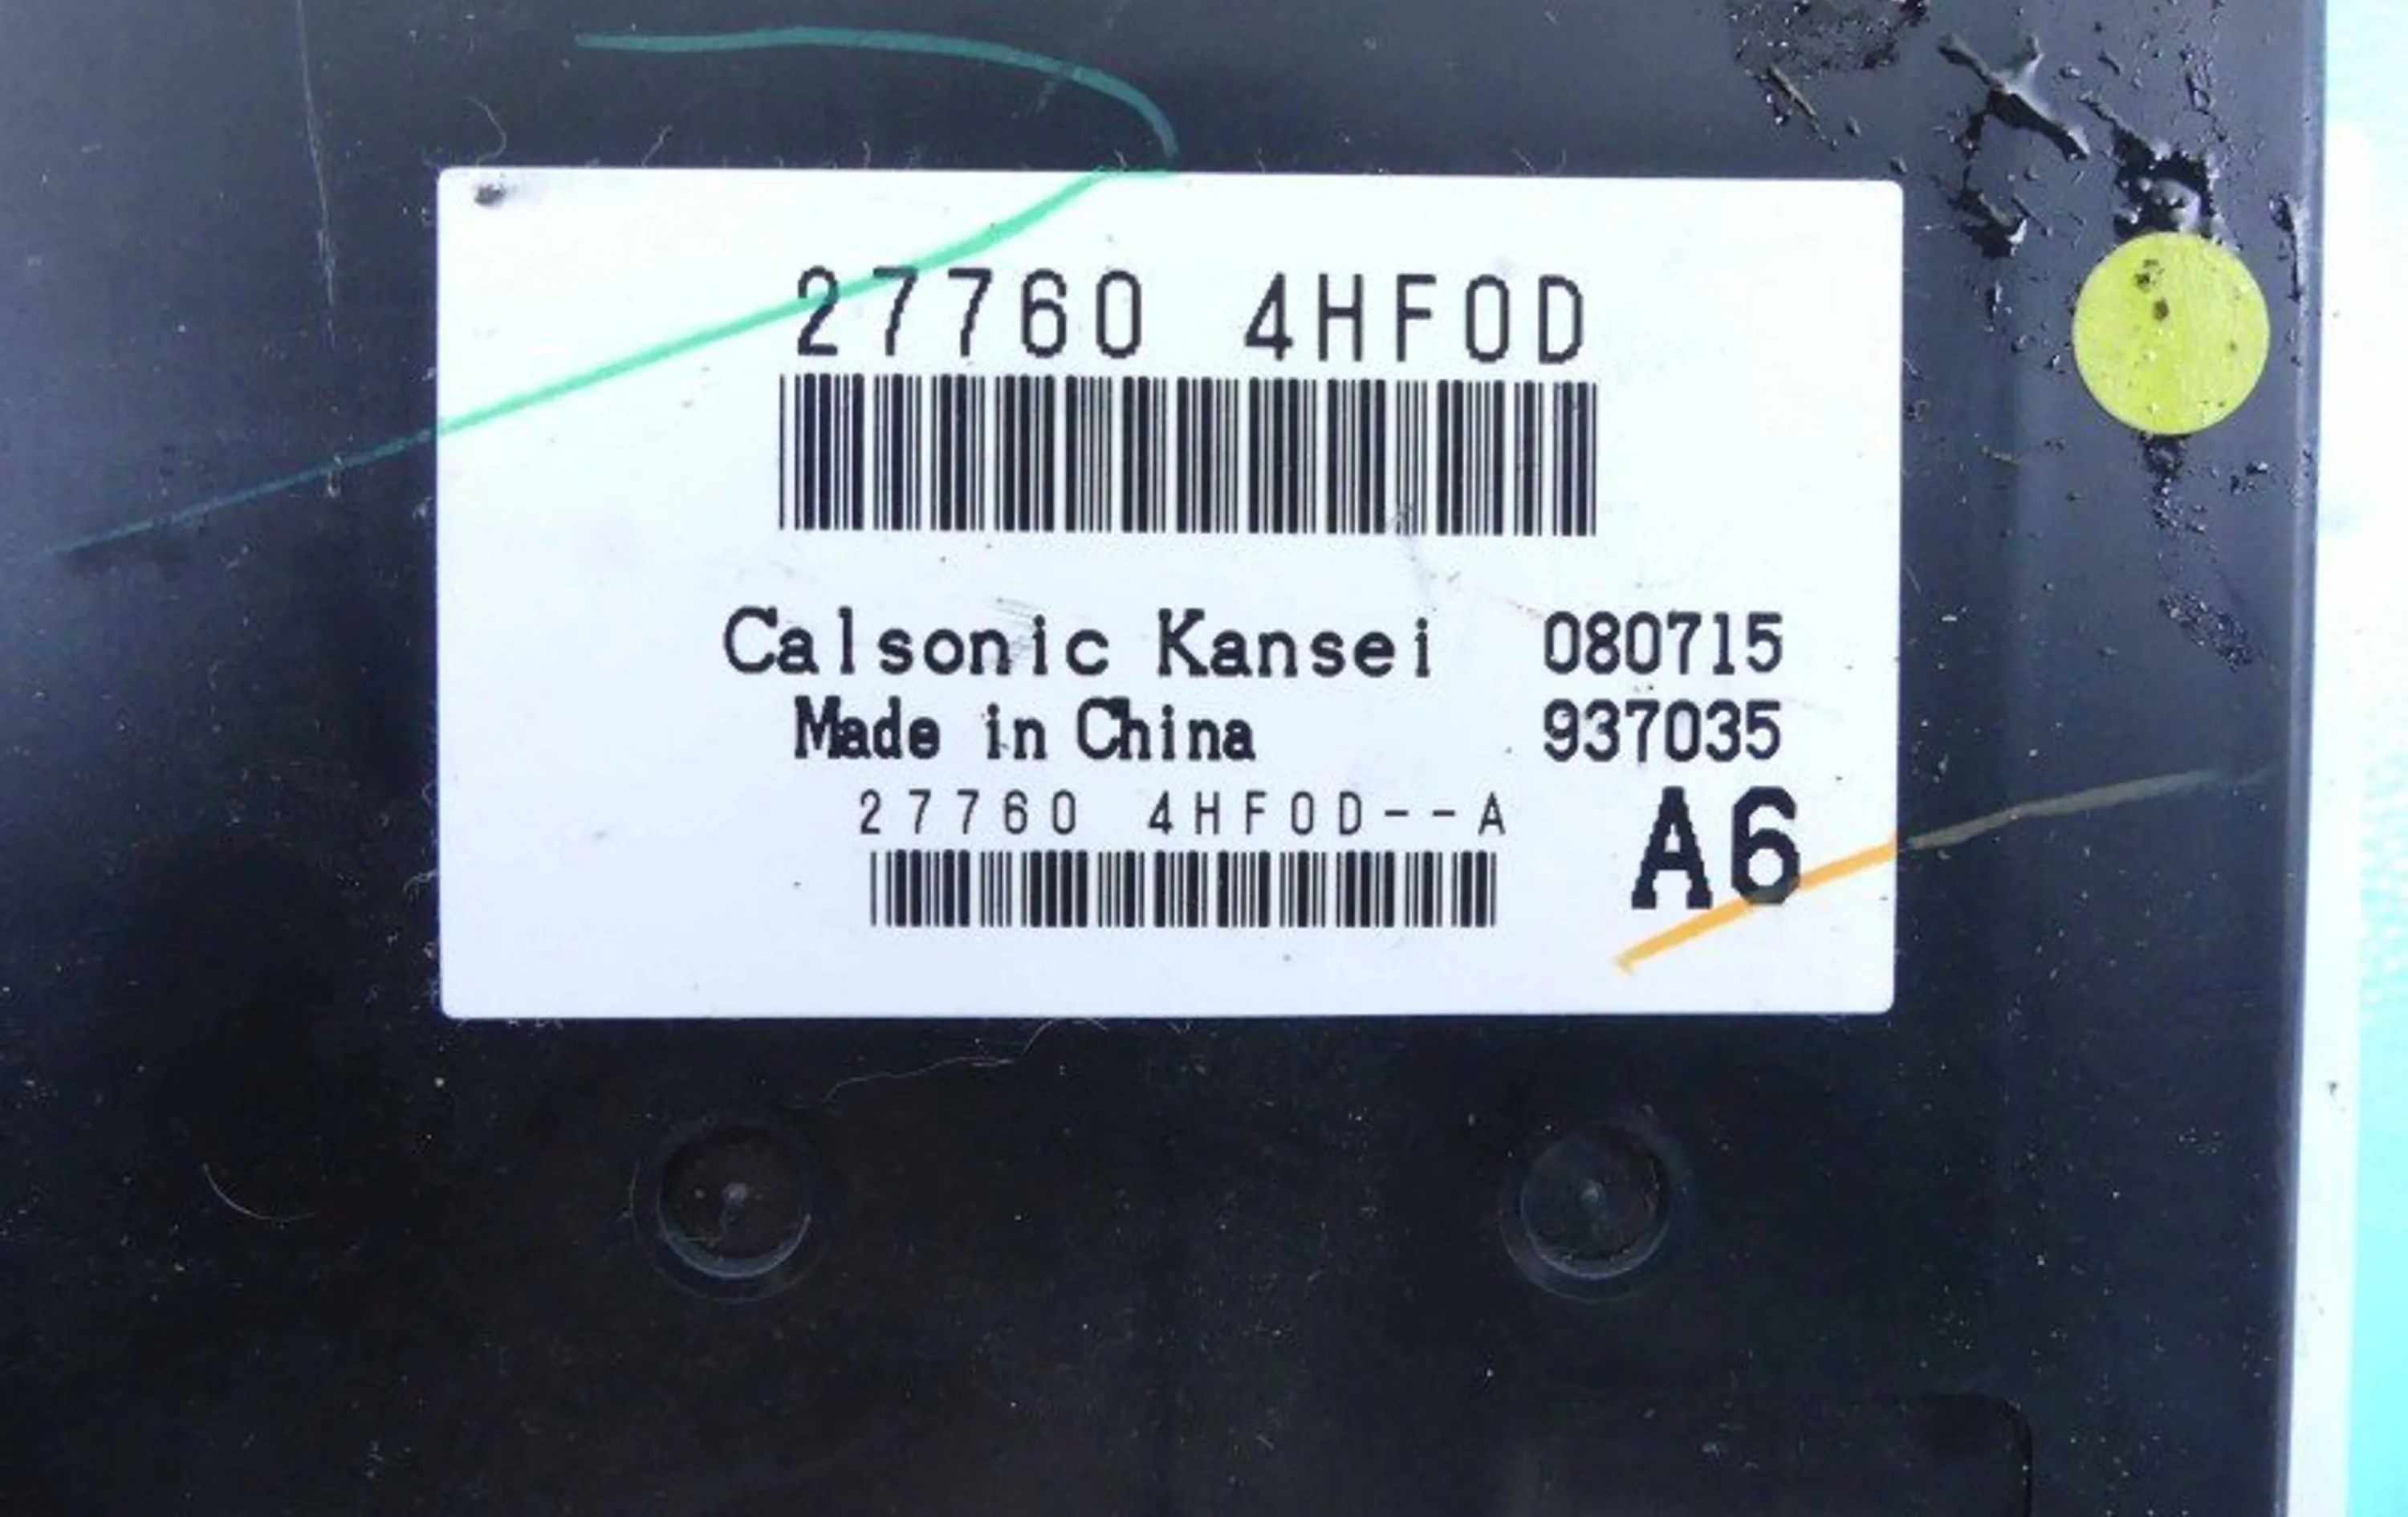 27760 4HF0D
Calsonic Kansei 080715
Made in China 937035
27760 4HF0D--A
A6